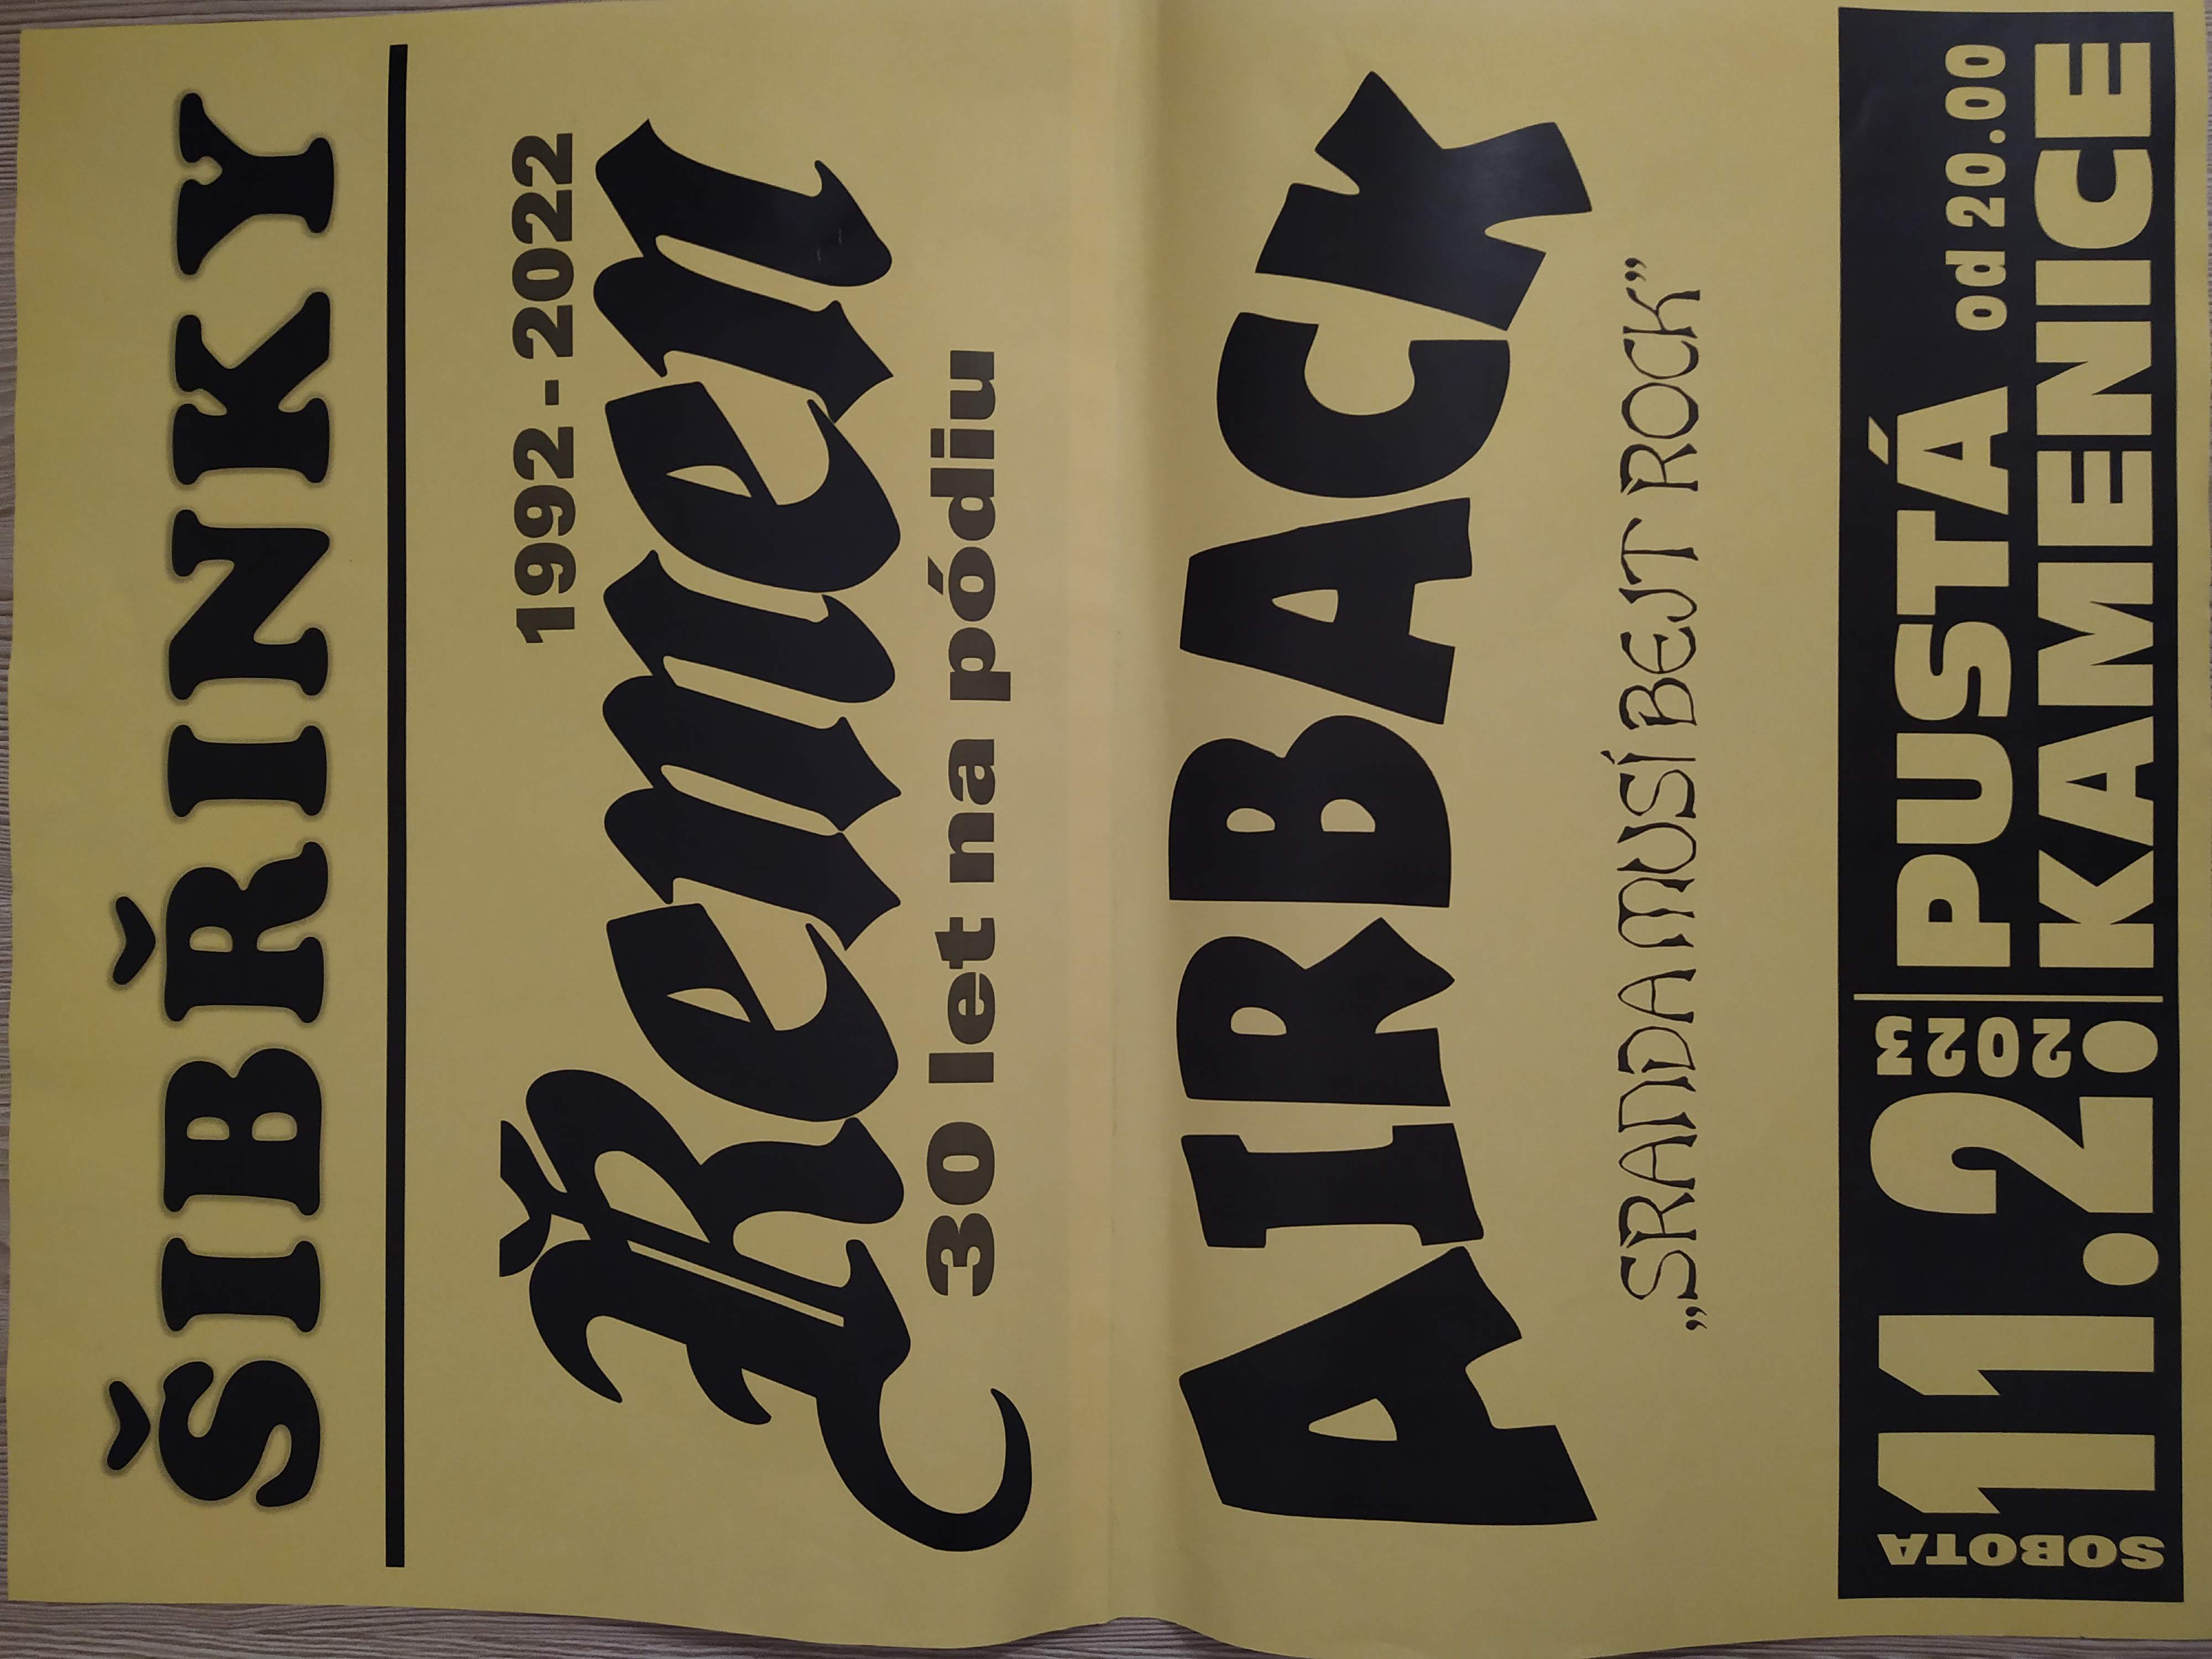 ŠIBŘINKY
1992 - 2022
Řemeni
30 let na pódiu
AIRBACK
„SRANDA MUSÍ BEJT ROCK”
SOBOTA
11.2.
2023
PUSTÁ od 20.00
KAMENICE